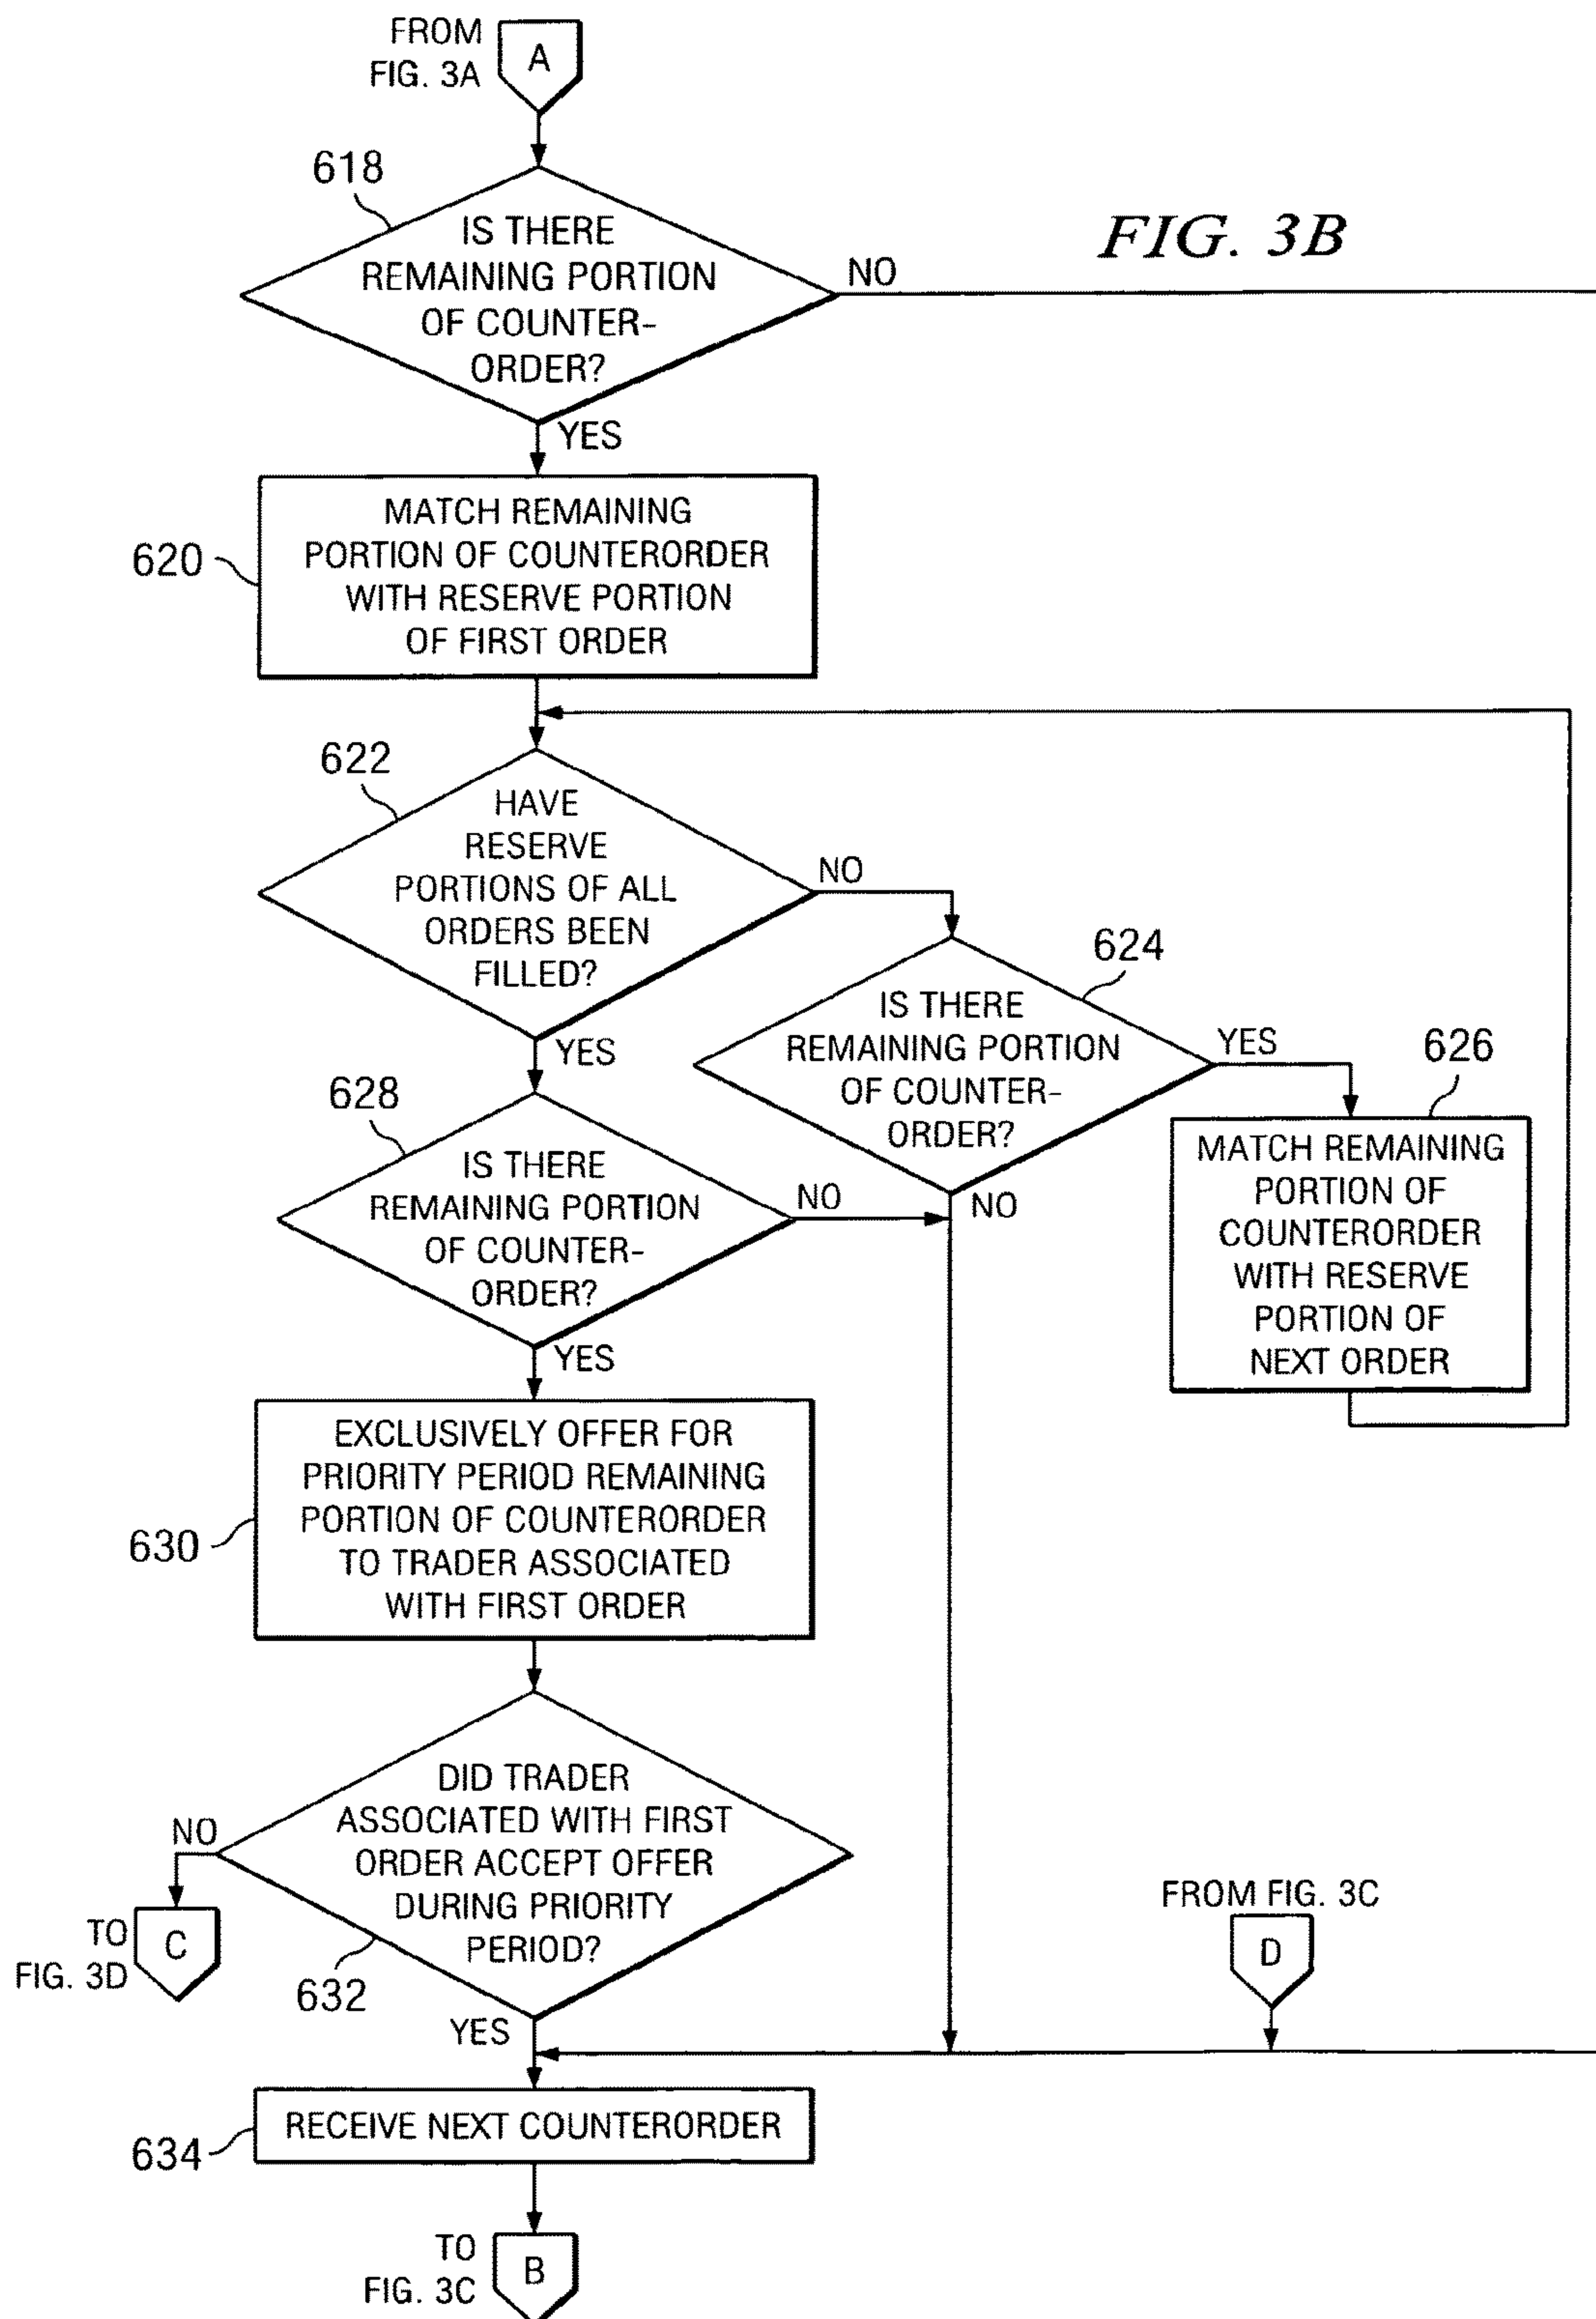 FROM
FIG. 3A
A
618
IS THERE
REMAINING PORTION
OF COUNTER-
ORDER?
NO
FIG. 3B
YES
620
MATCH REMAINING
PORTION OF COUNTERORDER
WITH RESERVE PORTION
OF FIRST ORDER
622
HAVE
RESERVE
PORTIONS OF ALL
ORDERS BEEN
FILLED?
NO
YES
624
IS THERE
REMAINING PORTION
OF COUNTER-
ORDER?
YES
NO
626
MATCH REMAINING
PORTION OF
COUNTERORDER
WITH RESERVE
PORTION OF
NEXT ORDER
628
IS THERE
REMAINING PORTION
OF COUNTER-
ORDER?
NO
YES
630
EXCLUSIVELY OFFER FOR
PRIORITY PERIOD REMAINING
PORTION OF COUNTERORDER
TO TRADER ASSOCIATED
WITH FIRST ORDER
DID TRADER
ASSOCIATED WITH FIRST
ORDER ACCEPT OFFER
DURING PRIORITY
PERIOD?
632
NO
TO
FIG. 3D
C
YES
FROM FIG. 3C
D
634
RECEIVE NEXT COUNTERORDER
TO
FIG. 3C
B